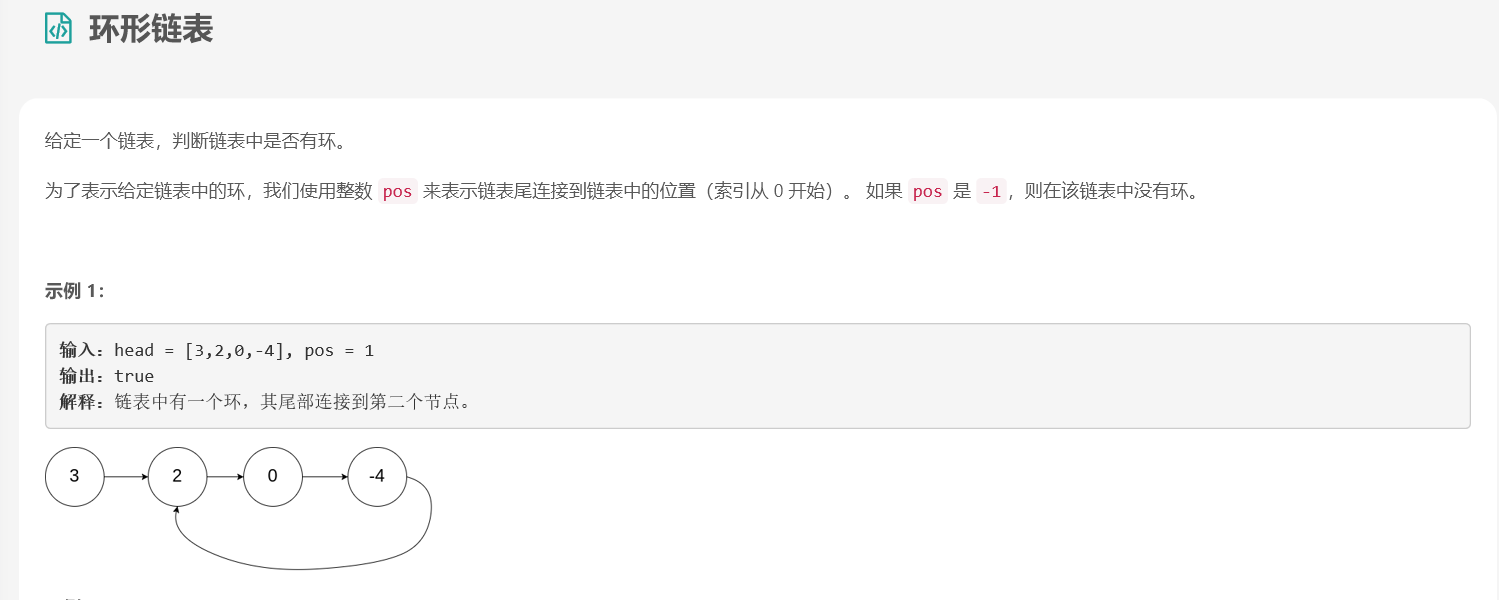 环形链表
给定一个链表，判断链表中是否有环。
为了表示给定链表中的环，我们使用整数 pos 来表示链表尾连接到链表中的位置（索引从 0 开始）。 如果 pos 是 -1，则在该链表中没有环。
示例 1：
输入：head = [3,2,0,-4], pos = 1
输出：true
解释：链表中有一个环，其尾部连接到第二个节点。
3 2 0 -4